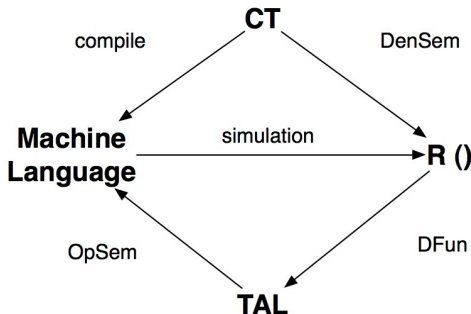 CT
compile
DenSem
Machine
Language
simulation
R ()
OpSem
DFun
TAL